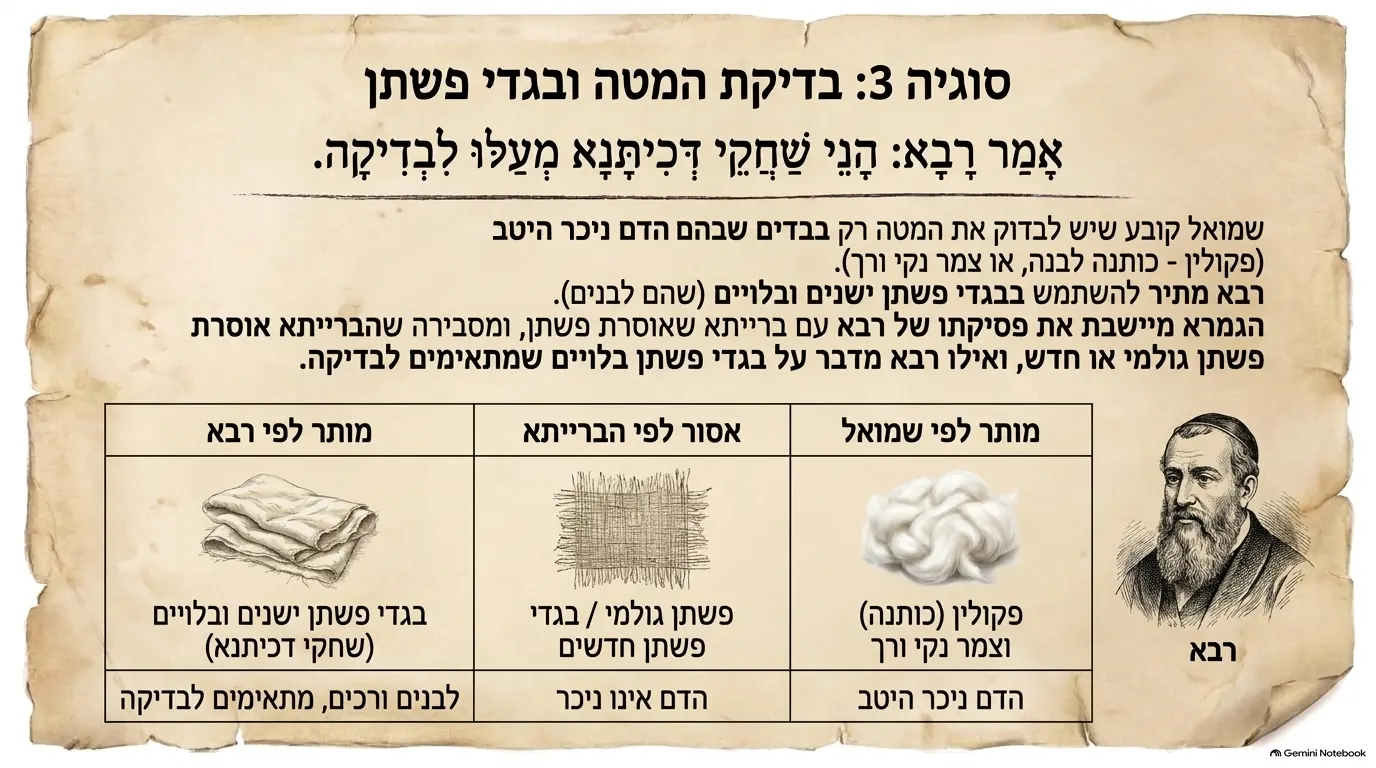 סוגיה 3: בדיקת המטה ובגדי פשתן
אָמַר רָבָא: הָנֵי שַׁחֲקֵי דְּכִיתָּנָא מְעַלּוּ לִבְדִיקָה.
שמואל קובע שיש לבדוק את המטה רק בבדים שבהם הדם ניכר היטב
(פקולין - כותנה לבנה, או צמר נקי ורך).
רבא מתיר להשתמש בבגדי פשתן ישנים ובלויים (שהם לבנים).
הגמרא מיישבת את פסיקתו של רבא עם ברייתא שאוסרת פשתן, ומסבירה שהברייתא אוסרת
פשתן גולמי או חדש, ואילו רבא מדבר על בגדי פשתן בלויים שמתאימים לבדיקה.
מותר לפי שמואל
אסור לפי הברייתא
מותר לפי רבא
פקולין (כותנה)
וצמר נקי ורך
פשתן גולמי / בגדי
פשתן חדשים
בגדי פשתן ישנים ובלויים
(שחקי דכיתנא)
הדם ניכר היטב
הדם אינו ניכר
לבנים ורכים, מתאימים לבדיקה
רבא
Gemini Notebook